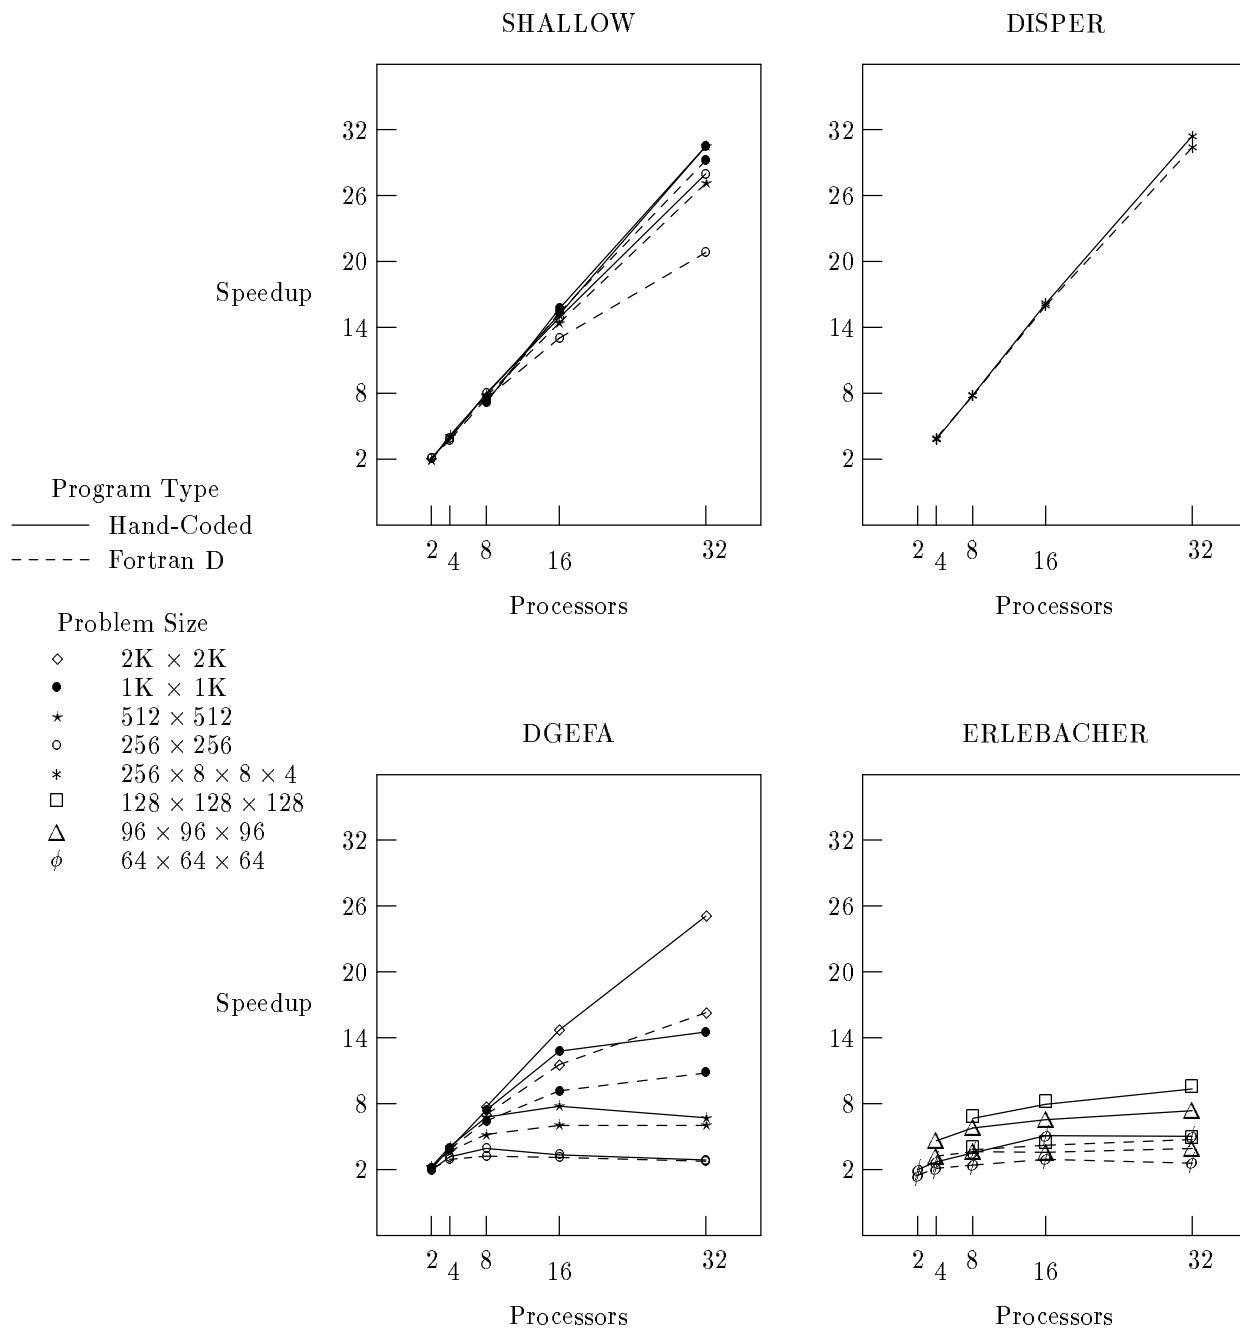 SHALLOW
DISPER
32
26
20
14
8
2
Speedup
2 4 8 16 32
Processors
32
26
20
14
8
2
2 4 8 16 32
Processors
Program Type
Hand-Coded
Fortran D
Problem Size
2K × 2K
1K × 1K
512 × 512
256 × 256
256 × 8 × 8 × 4
128 × 128 × 128
96 × 96 × 96
64 × 64 × 64
DGEFA
ERLEBACHER
32
26
20
14
8
2
Speedup
2 4 8 16 32
Processors
32
26
20
14
8
2
2 4 8 16 32
Processors